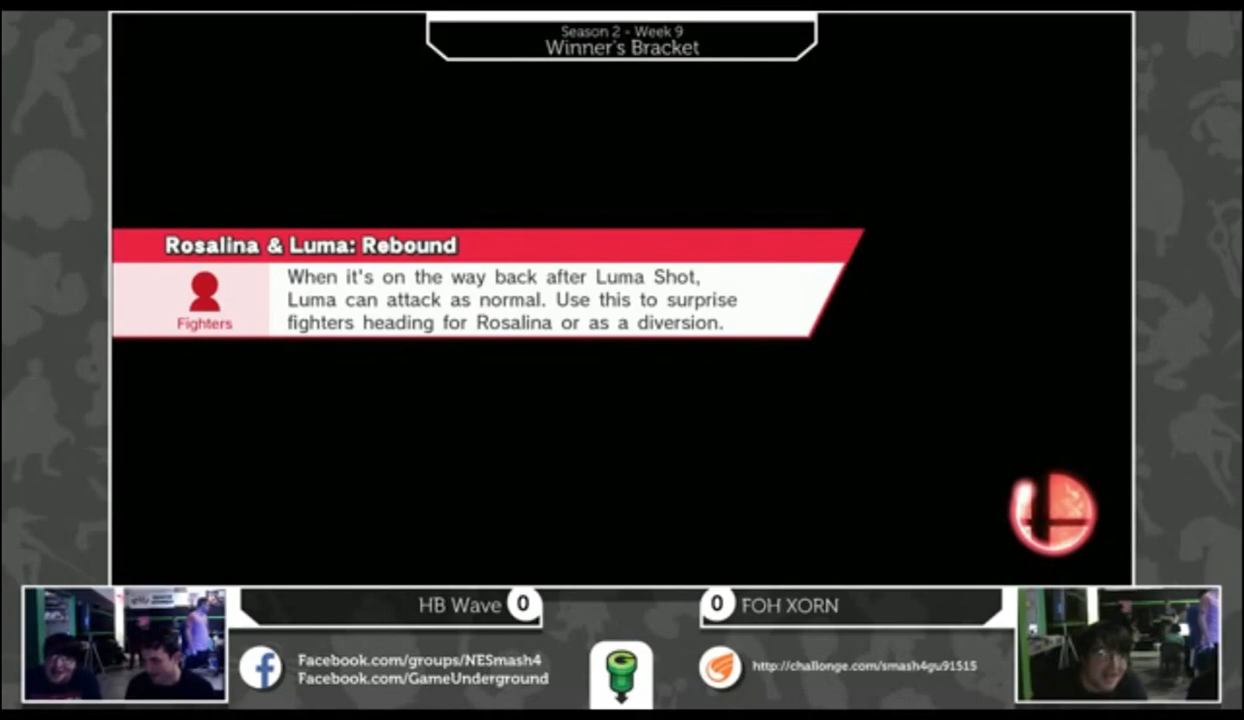 Season 2 - Week 9
Winner's Bracket
Rosalina & Luma: Rebound
Fighters
When it's on the way back after Luma Shot,
Luma can attack as normal. Use this to surprise
fighters heading for Rosalina or as a diversion.
HB Wave 0
0 FOH XORN
Facebook.com/groups/NESmash4
Facebook.com/GameUnderground
http://challonge.com/smash4gu91515